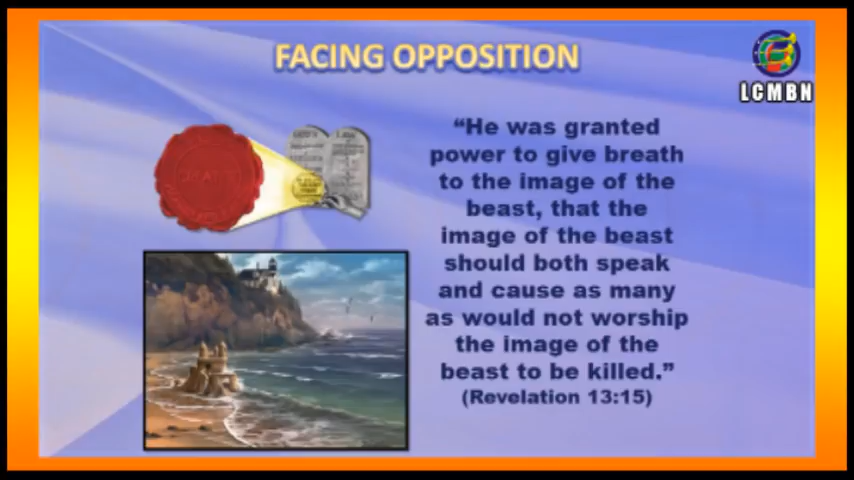 FACING OPPOSITION
LCMBN
“He was granted
power to give breath
to the image of the
beast, that the
image of the beast
should both speak
and cause as many
as would not worship
the image of the
beast to be killed.”
(Revelation 13:15)